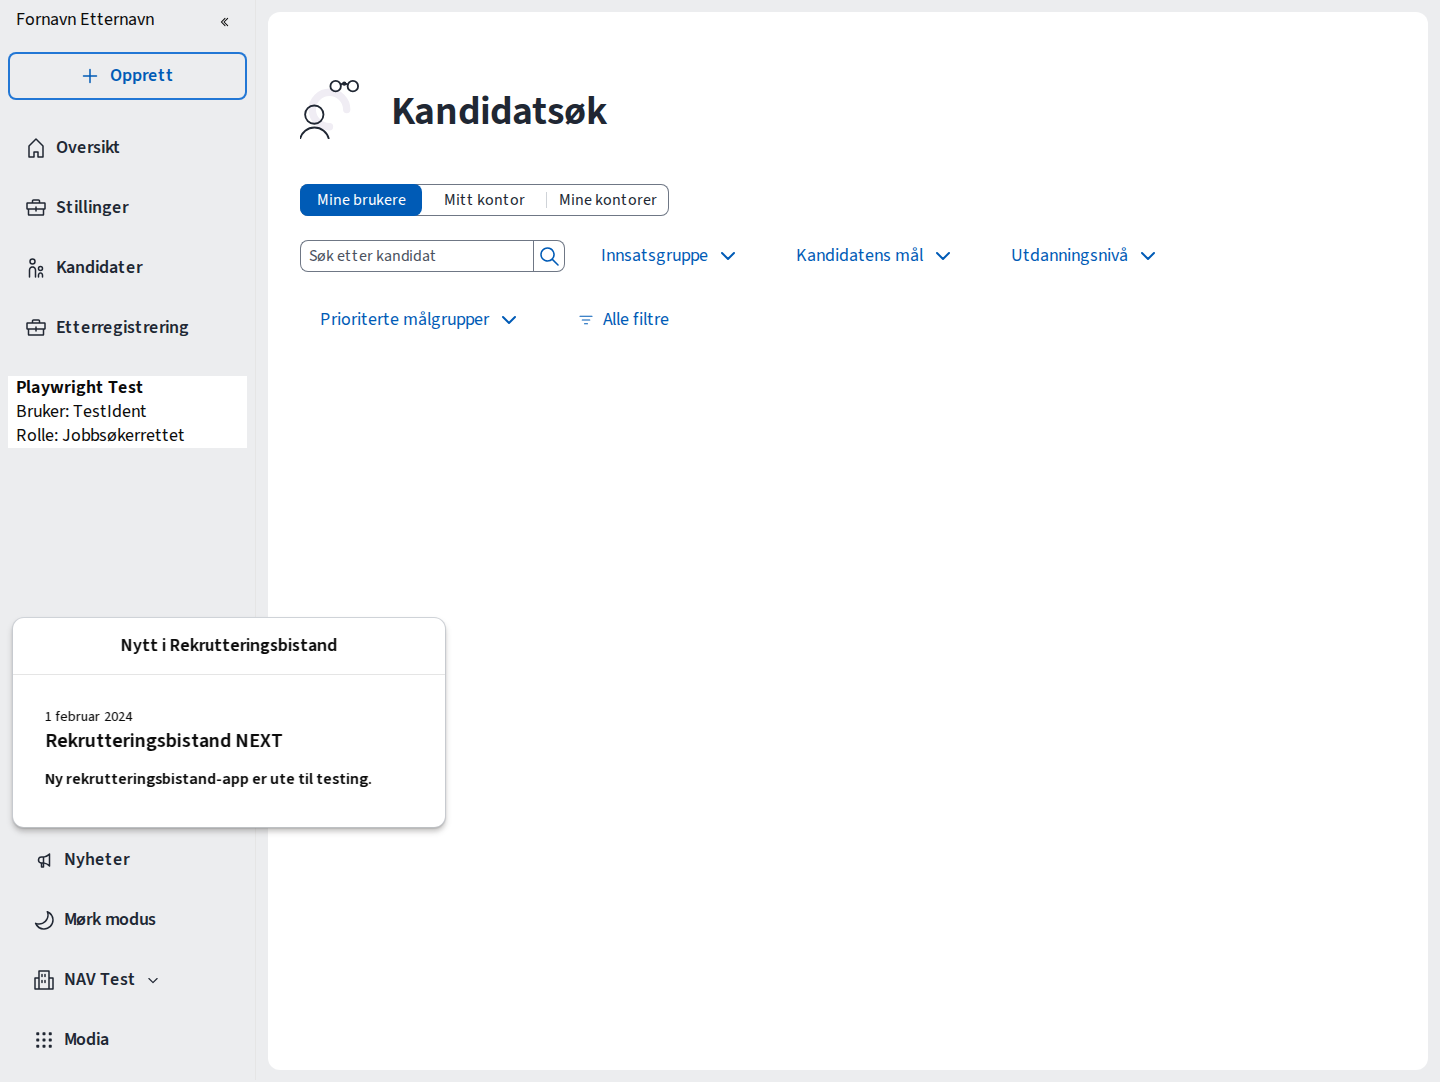 Fornavn Etternavn
Opprett
Oversikt
Stillinger
Kandidater
Etterregistrering
Playwright Test
Bruker: TestIdent
Rolle: Jobbsøkerrettet
Nytt i Rekrutteringsbistand
1 februar 2024
Rekrutteringsbistand NEXT
Ny rekrutteringsbistand-app er ute til testing.
Nyheter
Mørk modus
NAV Test
Modia
Kandidatsøk
Mine brukere Mitt kontor Mine kontorer
Søk etter kandidat Innsatsgruppe Kandidatens mål Utdanningsnivå
Prioriterte målgrupper Alle filtre